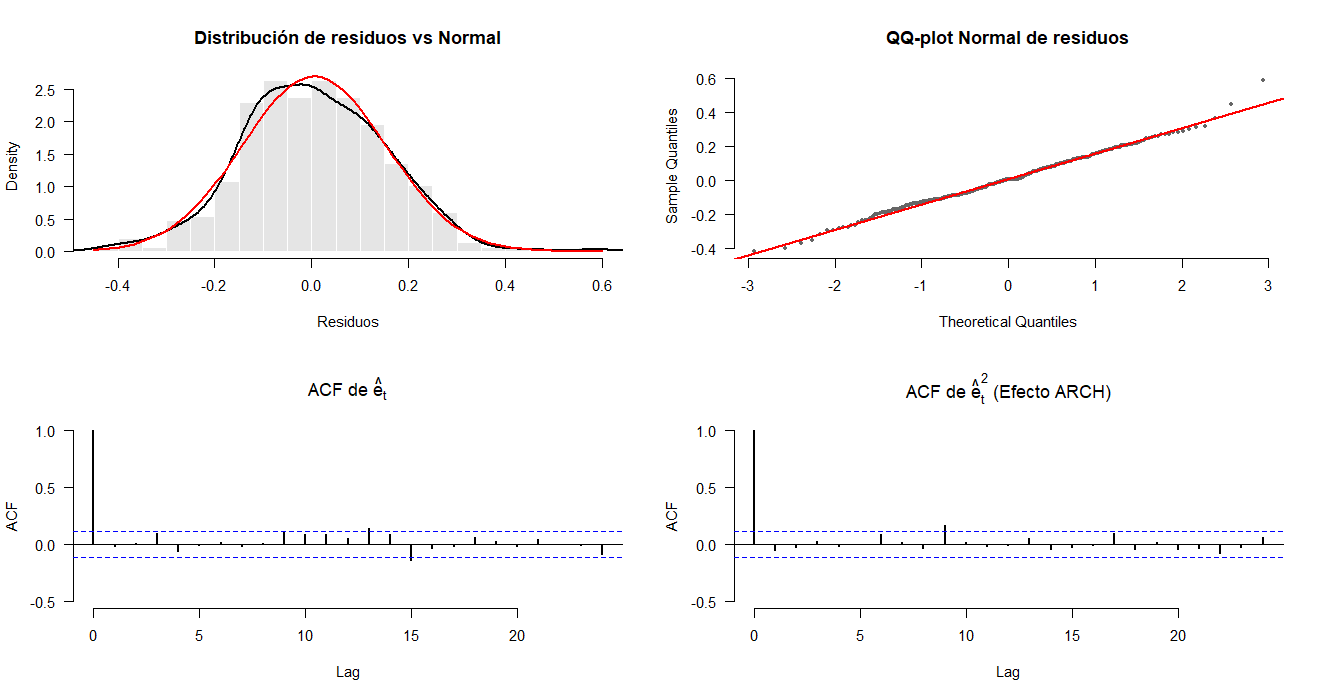 Distribución de residuos vs Normal
Density
2.5
2.0
1.5
1.0
0.5
0.0
-0.4 -0.2 0.0 0.2 0.4 0.6
Residuos
QQ-plot Normal de residuos
Sample Quantiles
0.6
0.4
0.2
0.0
-0.2
-0.4
-3 -2 -1 0 1 2 3
Theoretical Quantiles
ACF de ê_t
ACF
1.0
0.5
0.0
-0.5
0 5 10 15 20
Lag
ACF de ê_t^2 (Efecto ARCH)
ACF
1.0
0.5
0.0
-0.5
0 5 10 15 20
Lag